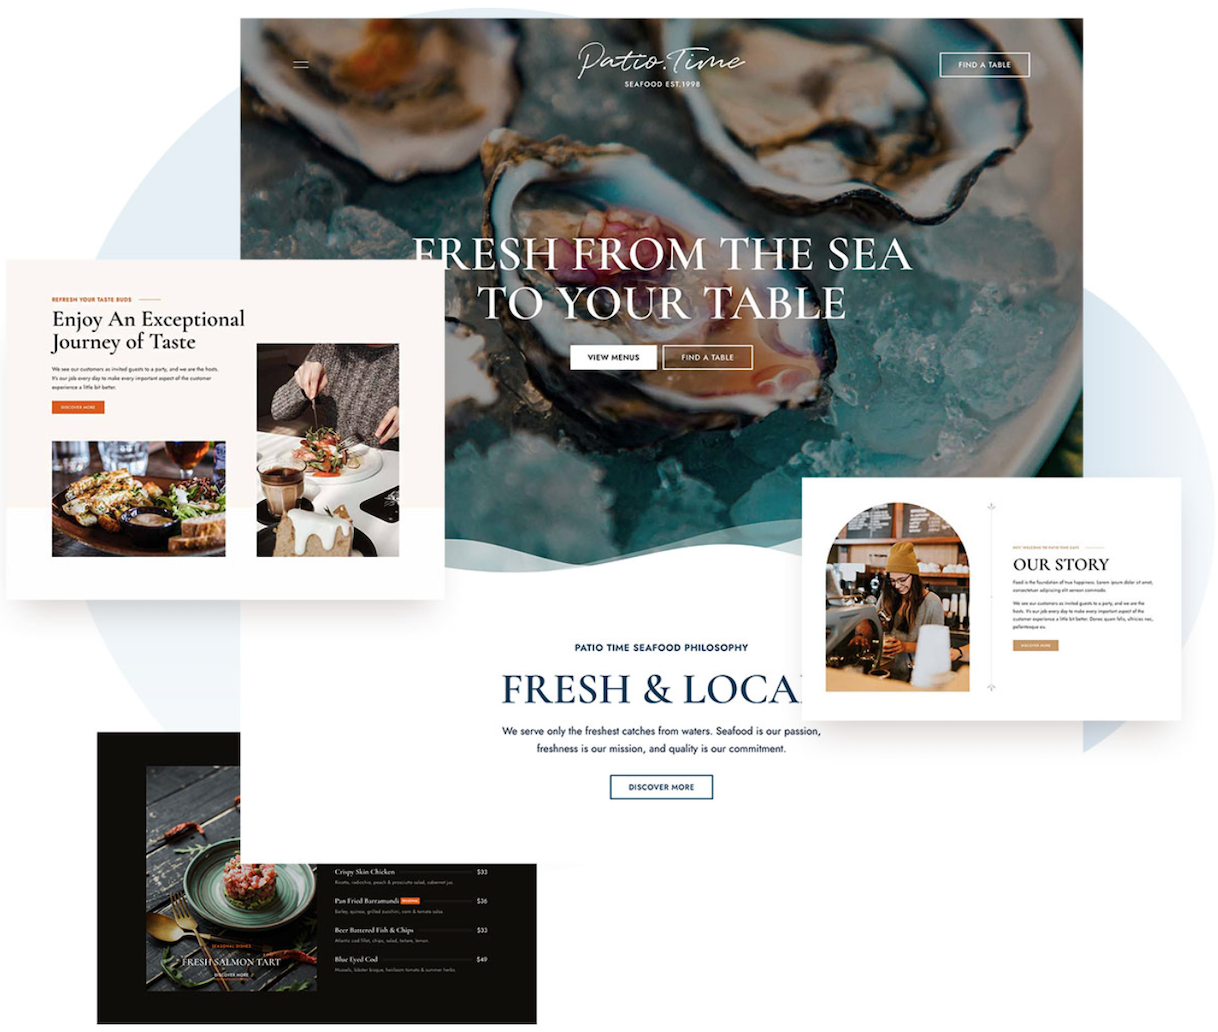 Patio.Time
SEAFOOD EST.1998
FIND A TABLE
FRESH FROM THE SEA
TO YOUR TABLE
VIEW MENUS
FIND A TABLE
REFRESH YOUR TASTE BUDS
Enjoy An Exceptional
Journey of Taste
We see our customers as invited guests to a party, and we are the hosts.
It's our job every day to make every important aspect of the customer
experience a little bit better.
DISCOVER MORE
OUR STORY
Food is the foundation of true happiness. Lorem ipsum dolor sit amet,
consectetuer adipiscing elit aenean commodo.
We see our customers as invited guests to a party, and we are the
hosts. It's our job every day to make every important aspect of the
customer experience a little bit better. Donec quam felis, ultricies nec,
pellentesque eu.
DISCOVER MORE
PATIO TIME SEAFOOD PHILOSOPHY
FRESH & LOCA
We serve only the freshest catches from waters. Seafood is our passion,
freshness is our mission, and quality is our commitment.
DISCOVER MORE
SEASONAL DISHES
FRESH SALMON TART
DISCOVER MORE
Crispy Skin Chicken $33
Ricotta, radicchio, peach & prosciutto salad, cabernet jus.
Pan Fried Barramundi $36
Barley, quinoa, grilled zucchini, corn & tomato salsa.
Beer Battered Fish & Chips $33
Atlantic cod fillet, chips, salad, tartare, lemon.
Blue Eyed Cod $49
Mussels, lobster bisque, heirloom tomato & summer herbs.